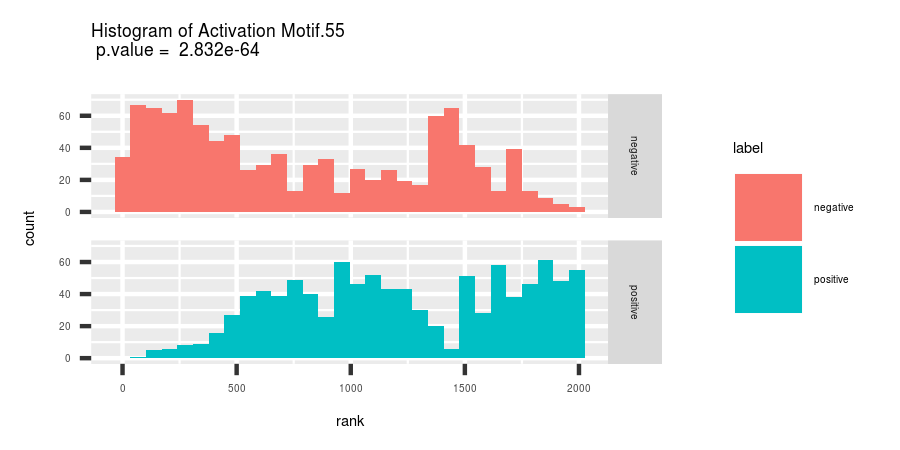 Histogram of Activation Motif.55
p.value = 2.832e-64
count
60
40
20
0
negative
60
40
20
0
positive
0 500 1000 1500 2000
rank
label
negative
positive